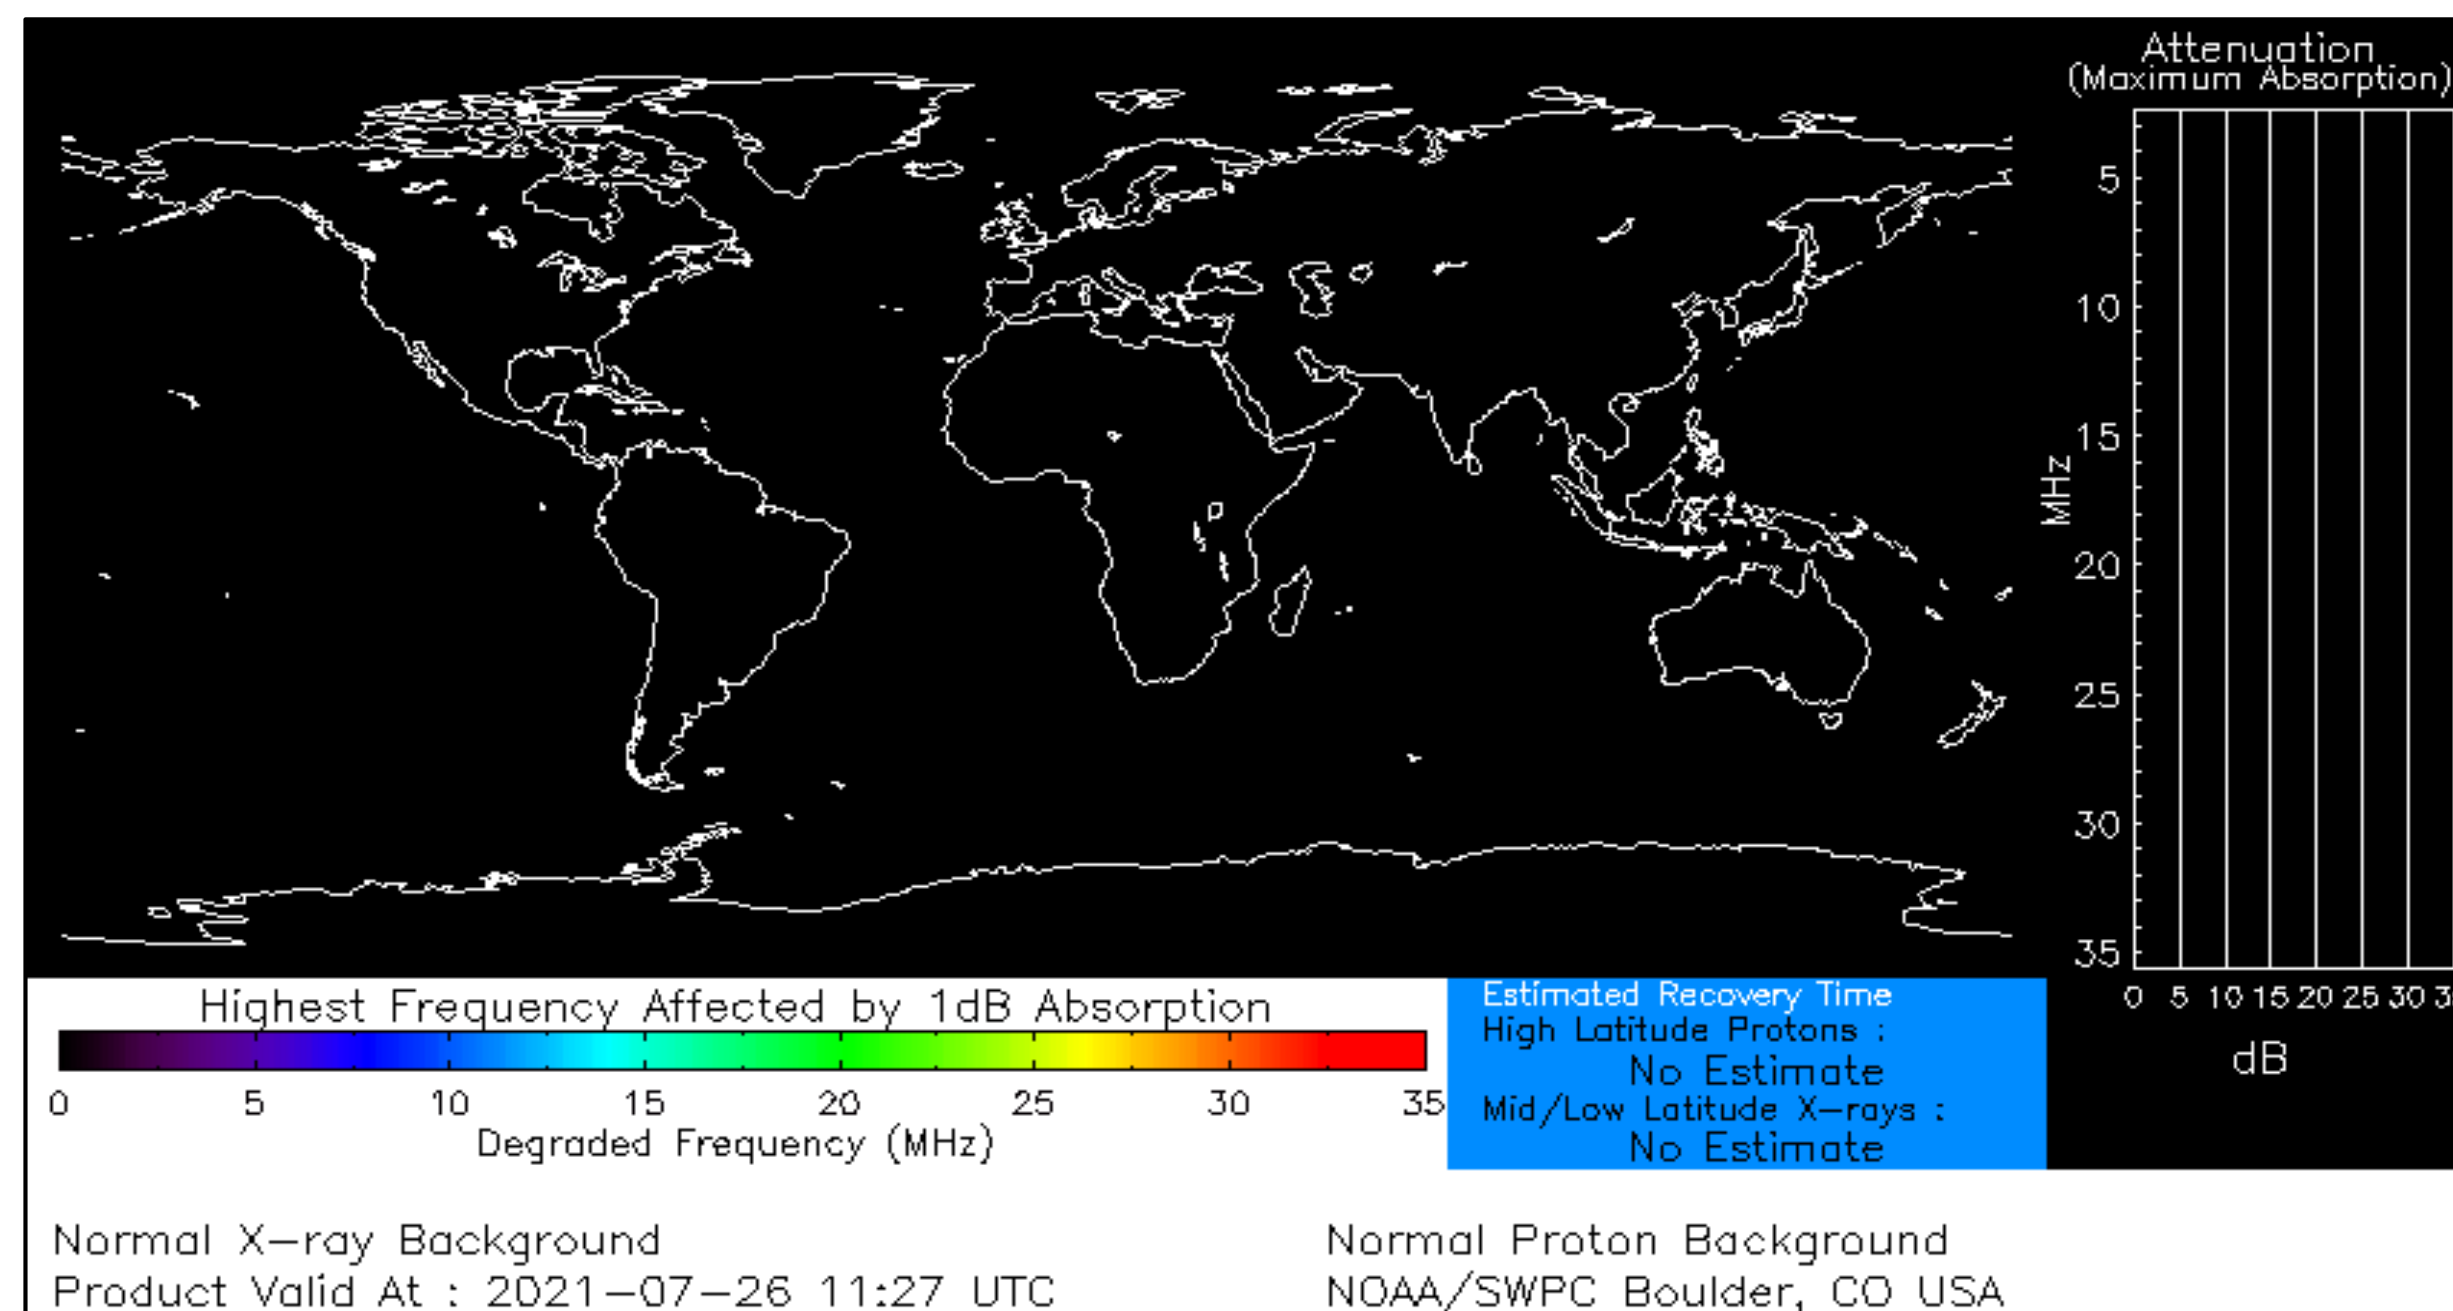 Attenuation
(Maximum Absorption)
5
10
15
20
25
30
35
MHz
0 5 10 15 20 25 30
dB
Highest Frequency Affected by 1dB Absorption
0 5 10 15 20 25 30 35
Degraded Frequency (MHz)
Estimated Recovery Time
High Latitude Protons :
No Estimate
Mid/Low Latitude X-rays :
No Estimate
Normal X-ray Background
Normal Proton Background
Product Valid At : 2021-07-26 11:27 UTC
NOAA/SWPC Boulder, CO USA